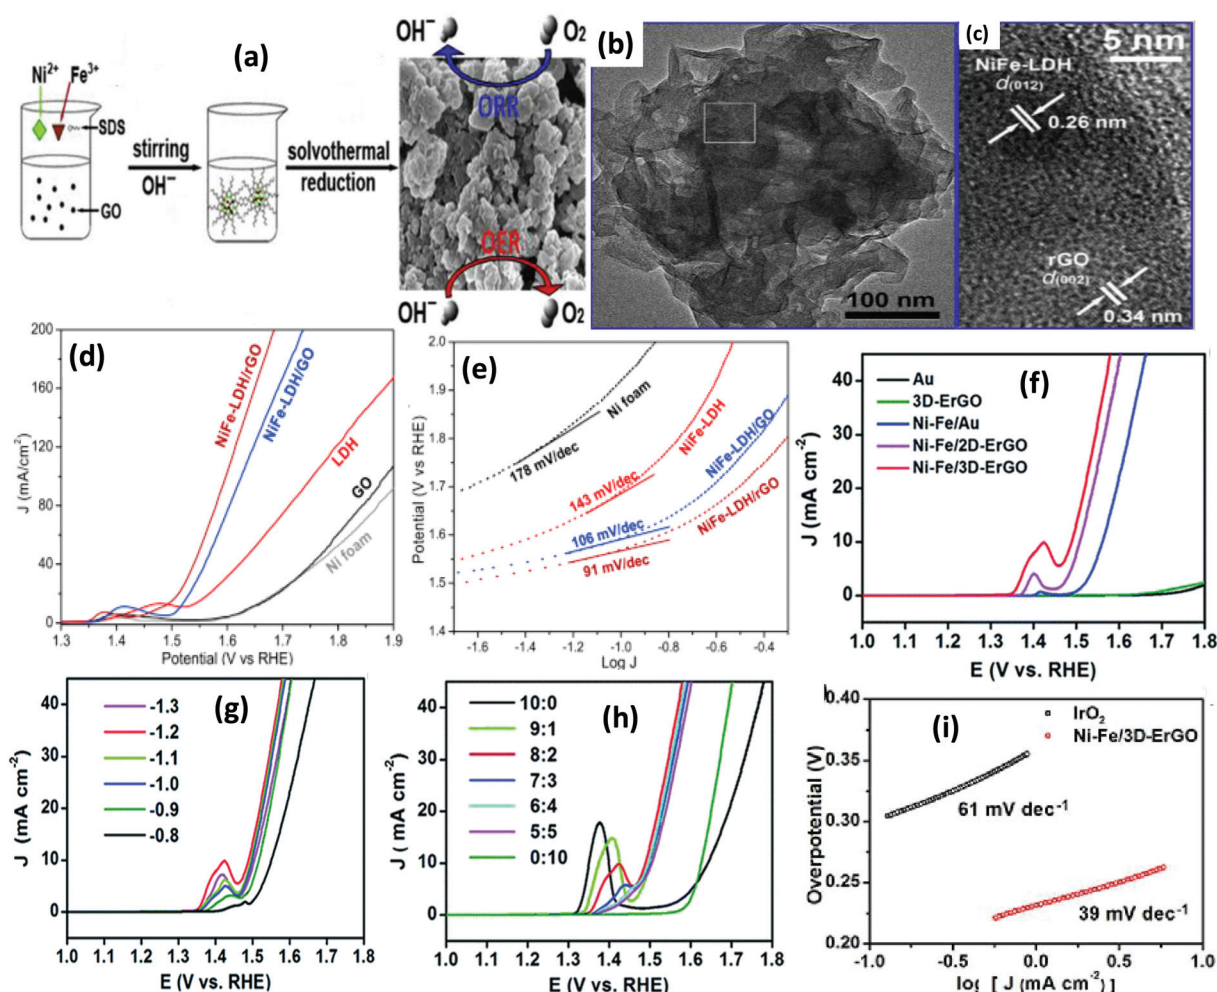 (a)
Ni²⁺ Fe³⁺
SDS
GO
stirring
OH⁻
solvothermal
reduction
OH⁻ O₂
ORR
OER
OH⁻ O₂
(b)
100 nm
(c)
5 nm
NiFe-LDH
d(012)
0.26 nm
rGO
d(002)
0.34 nm
(d)
200
160
120
80
40
0
J (mA/cm²)
NiFe-LDH/rGO
NiFe-LDH/GO
LDH
GO
Ni foam
1.3 1.4 1.5 1.6 1.7 1.8 1.9
Potential (V vs RHE)
(e)
2.0
1.9
1.8
1.7
1.6
1.5
1.4
Potential (V vs RHE)
Ni foam
178 mV/dec
NiFe-LDH
143 mV/dec
NiFe-LDH/GO
106 mV/dec
NiFe-LDH/rGO
91 mV/dec
-1.6 -1.4 -1.2 -1.0 -0.8 -0.6 -0.4
Log J
(f)
Au
3D-ErGO
Ni-Fe/Au
Ni-Fe/2D-ErGO
Ni-Fe/3D-ErGO
40
30
20
10
0
J (mA cm⁻²)
1.0 1.1 1.2 1.3 1.4 1.5 1.6 1.7 1.8
E (V vs. RHE)
(g)
-1.3
-1.2
-1.1
-1.0
-0.9
-0.8
40
30
20
10
0
J (mA cm⁻²)
1.0 1.1 1.2 1.3 1.4 1.5 1.6 1.7 1.8
E (V vs. RHE)
(h)
10:0
9:1
8:2
7:3
6:4
5:5
0:10
40
30
20
10
0
J ( mA cm⁻²)
1.0 1.1 1.2 1.3 1.4 1.5 1.6 1.7 1.8
E (V vs. RHE)
(i)
IrO₂
Ni-Fe/3D-ErGO
0.40
0.35
0.30
0.25
0.20
Overpotential (V)
61 mV dec⁻¹
39 mV dec⁻¹
-1.0 -0.5 0.0 0.5 1.0
log [ J (mA cm⁻²) ]